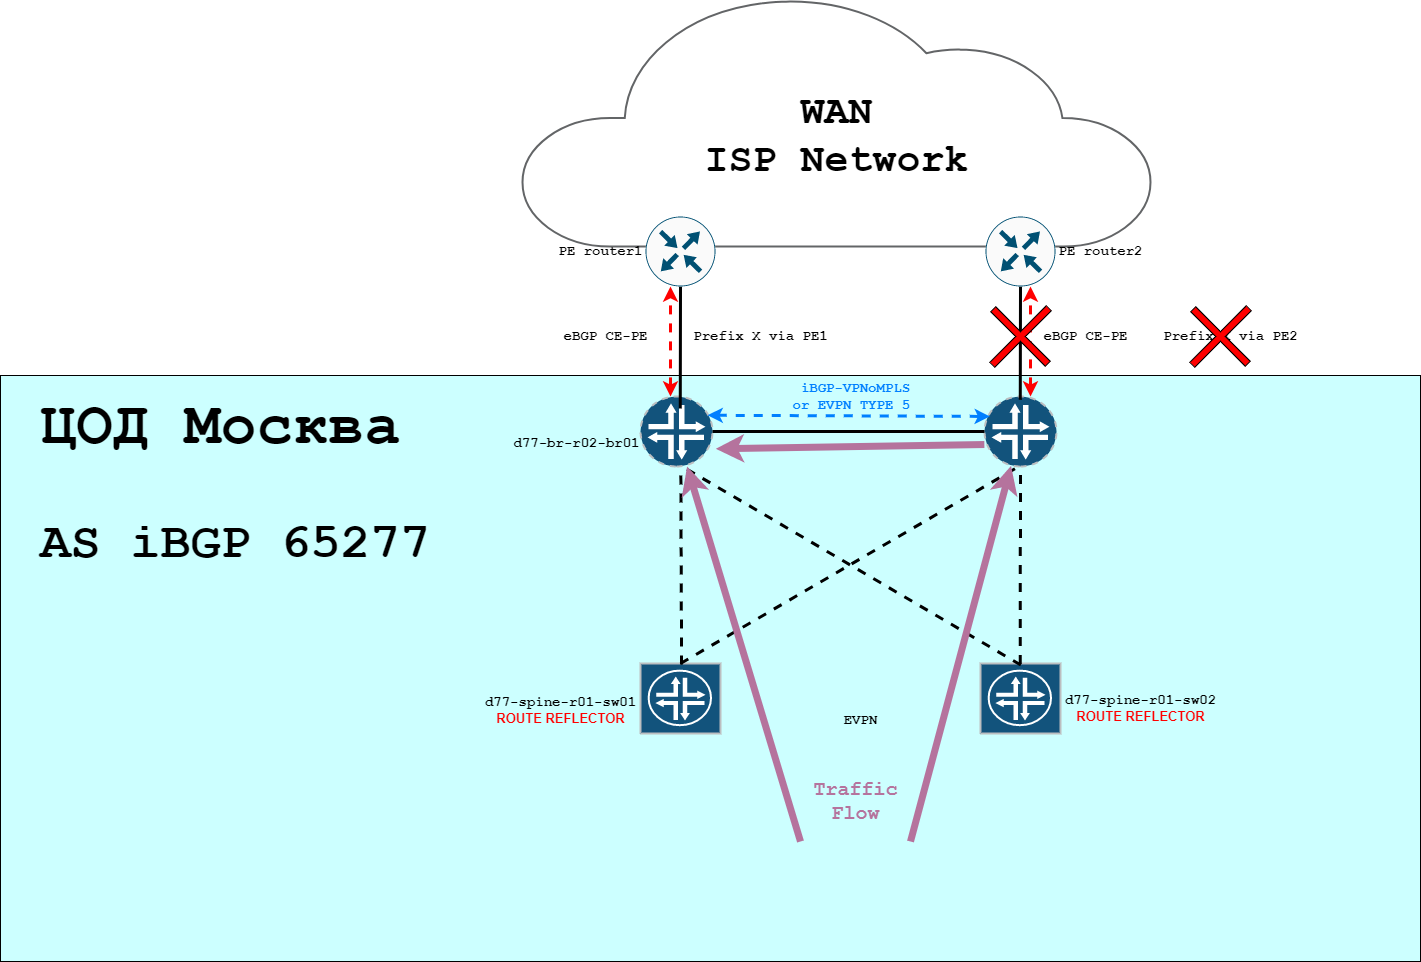 WAN
ISP Network
PE router1
PE router2
eBGP CE-PE
Prefix X via PE1
eBGP CE-PE
Prefix via PE2
iBGP-VPNoMPLS
or EVPN TYPE 5
ЦОД Москва
d77-br-r02-br01
AS iBGP 65277
d77-spine-r01-sw01
ROUTE REFLECTOR
d77-spine-r01-sw02
ROUTE REFLECTOR
EVPN
Traffic
Flow